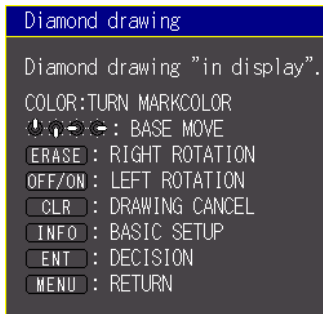 Diamond drawing
Diamond drawing "in display".
COLOR:TURN MARKCOLOR
: BASE MOVE
ERASE : RIGHT ROTATION
OFF/ON : LEFT ROTATION
CLR : DRAWING CANCEL
INFO : BASIC SETUP
ENT : DECISION
MENU : RETURN